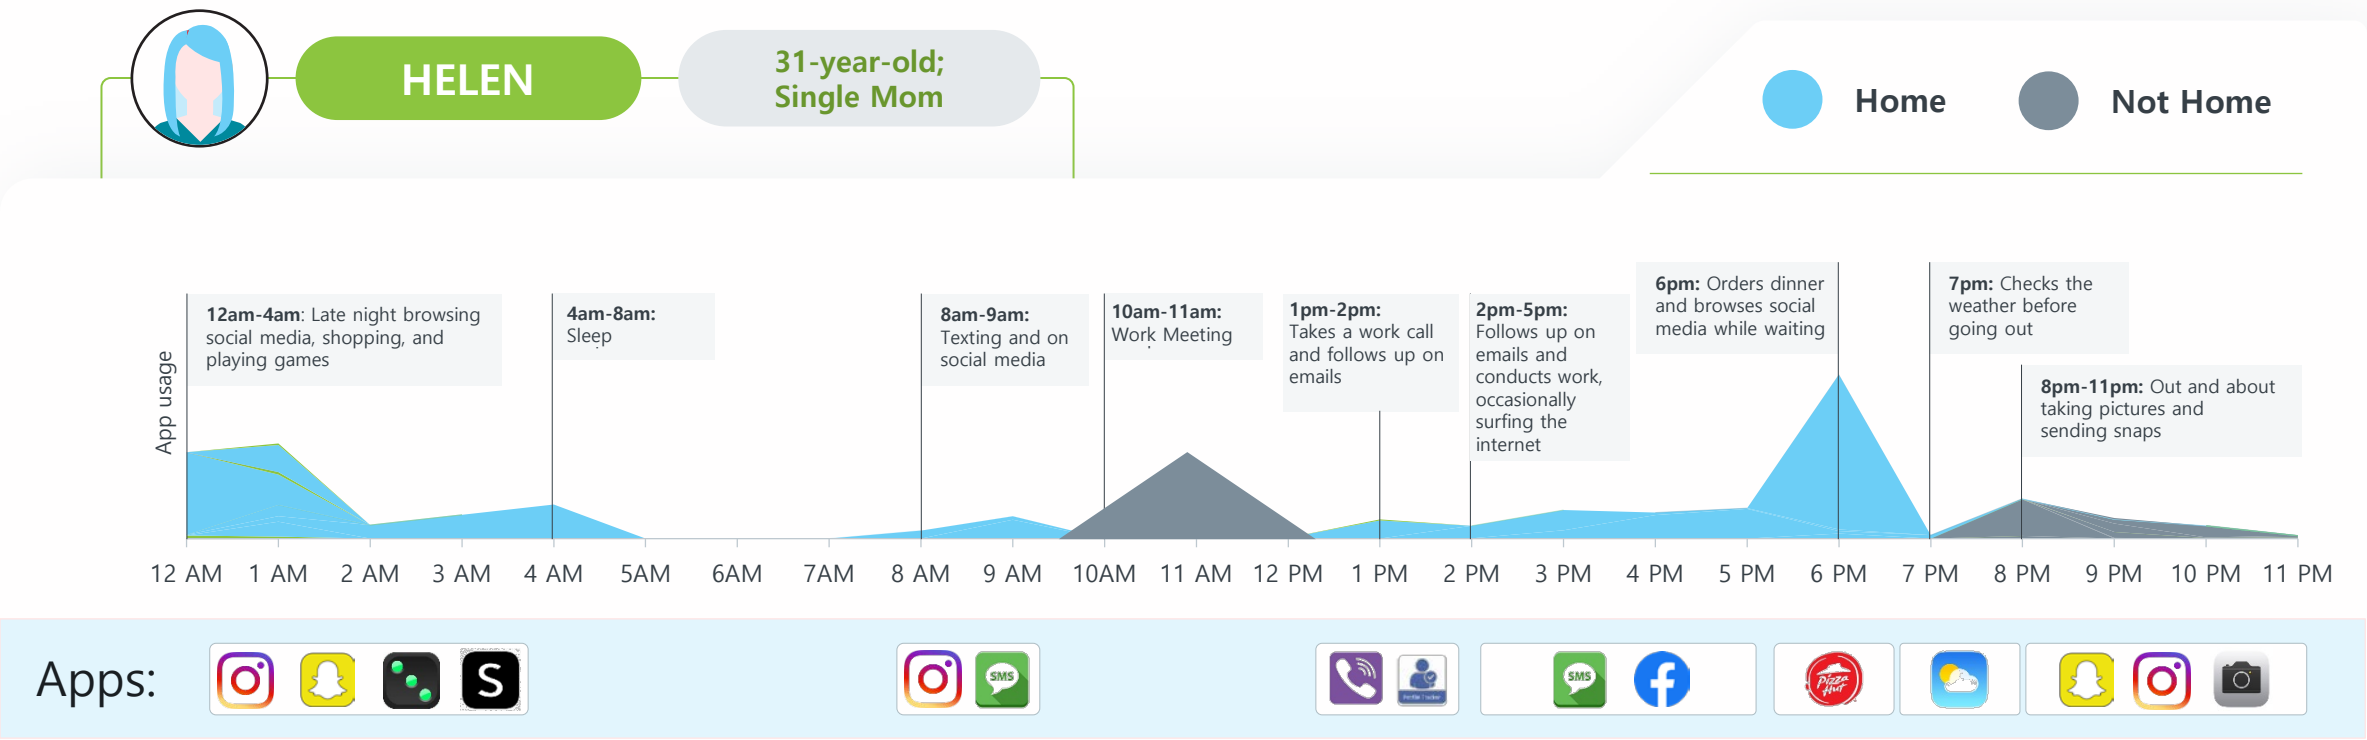 HELEN
31-year-old;
Single Mom
Home
Not Home
12am-4am: Late night browsing
social media, shopping, and
playing games
4am-8am:
Sleep
8am-9am:
Texting and on
social media
10am-11am:
Work Meeting
1pm-2pm:
Takes a work call
and follows up on
emails
2pm-5pm:
Follows up on
emails and
conducts work,
occasionally
surfing the
internet
6pm: Orders dinner
and browses social
media while waiting
7pm: Checks the
weather before
going out
8pm-11pm: Out and about
taking pictures and
sending snaps
App usage
12 AM 1 AM 2 AM 3 AM 4 AM 5AM 6AM 7AM 8 AM 9 AM 10AM 11 AM 12 PM 1 PM 2 PM 3 PM 4 PM 5 PM 6 PM 7 PM 8 PM 9 PM 10 PM 11 PM
Apps:
S
SMS
SMS
Pizza
Hut